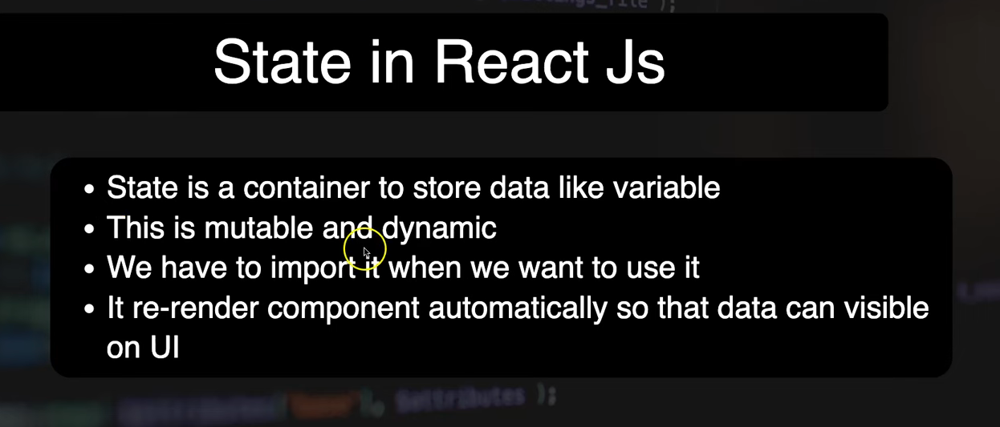 State in React Js
• State is a container to store data like variable
• This is mutable and dynamic
• We have to import it when we want to use it
• It re-render component automatically so that data can visible
on UI